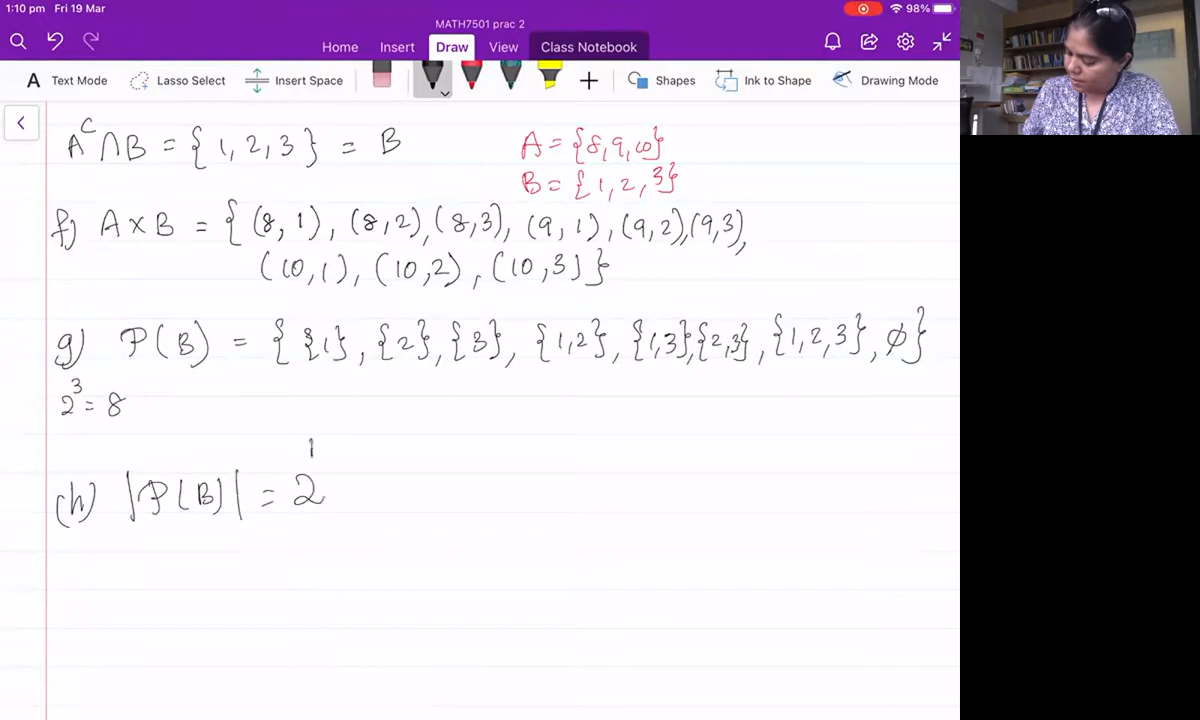 1:10 pm Fri 19 Mar
98%
MATH7501 prac 2
Home Insert Draw View Class Notebook
A Text Mode Lasso Select Insert Space Shapes Ink to Shape Drawing Mode
A^C ∩ B = {1, 2, 3} = B
A = {8, 9, 10}
B = {1, 2, 3}
f) A × B = { (8, 1), (8, 2), (8, 3), (9, 1), (9, 2), (9, 3),
(10, 1), (10, 2), (10, 3) }
g) P(B) = { {1}, {2}, {3}, {1,2}, {1,3}, {2,3}, {1, 2, 3}, ∅ }
2^3 = 8
(h) |P(B)| = 2^|